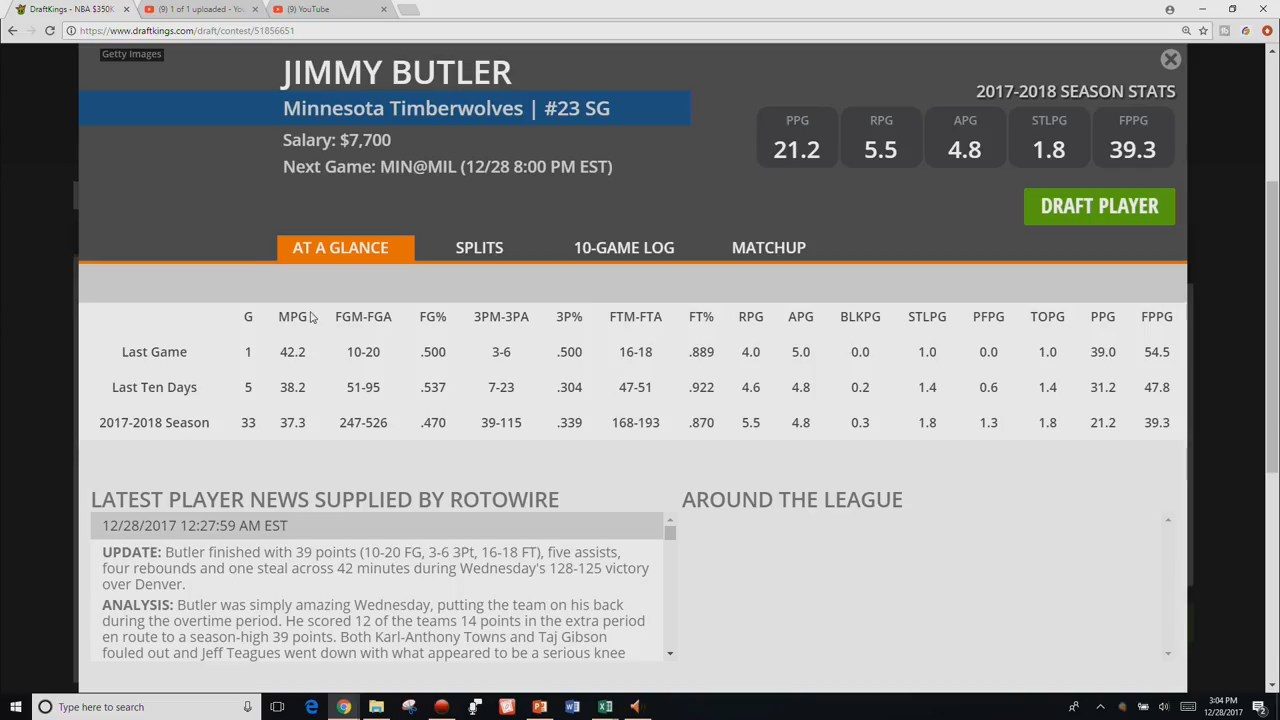 DraftKings - NBA $350K
(9) 1 of 1 uploaded - You
(9) YouTube
https://www.draftkings.com/draft/contest/51856651
Getty Images
JIMMY BUTLER
Minnesota Timberwolves | #23 SG
Salary: $7,700
Next Game: MIN@MIL (12/28 8:00 PM EST)
2017-2018 SEASON STATS
PPG RPG APG STLPG FPPG
21.2 5.5 4.8 1.8 39.3
DRAFT PLAYER
AT A GLANCE SPLITS 10-GAME LOG MATCHUP
G MPG FGM-FGA FG% 3PM-3PA 3P% FTM-FTA FT% RPG APG BLKPG STLPG PFPG TOPG PPG FPPG
Last Game 1 42.2 10-20 .500 3-6 .500 16-18 .889 4.0 5.0 0.0 1.0 0.0 1.0 39.0 54.5
Last Ten Days 5 38.2 51-95 .537 7-23 .304 47-51 .922 4.6 4.8 0.2 1.4 0.6 1.4 31.2 47.8
2017-2018 Season 33 37.3 247-526 .470 39-115 .339 168-193 .870 5.5 4.8 0.3 1.8 1.3 1.8 21.2 39.3
LATEST PLAYER NEWS SUPPLIED BY ROTOWIRE
12/28/2017 12:27:59 AM EST
UPDATE: Butler finished with 39 points (10-20 FG, 3-6 3Pt, 16-18 FT), five assists,
four rebounds and one steal across 42 minutes during Wednesday's 128-125 victory
over Denver.
ANALYSIS: Butler was simply amazing Wednesday, putting the team on his back
during the overtime period. He scored 12 of the teams 14 points in the extra period
en route to a season-high 39 points. Both Karl-Anthony Towns and Taj Gibson
fouled out and Jeff Teagues went down with what appeared to be a serious knee
AROUND THE LEAGUE
Type here to search
3:04 PM
12/28/2017